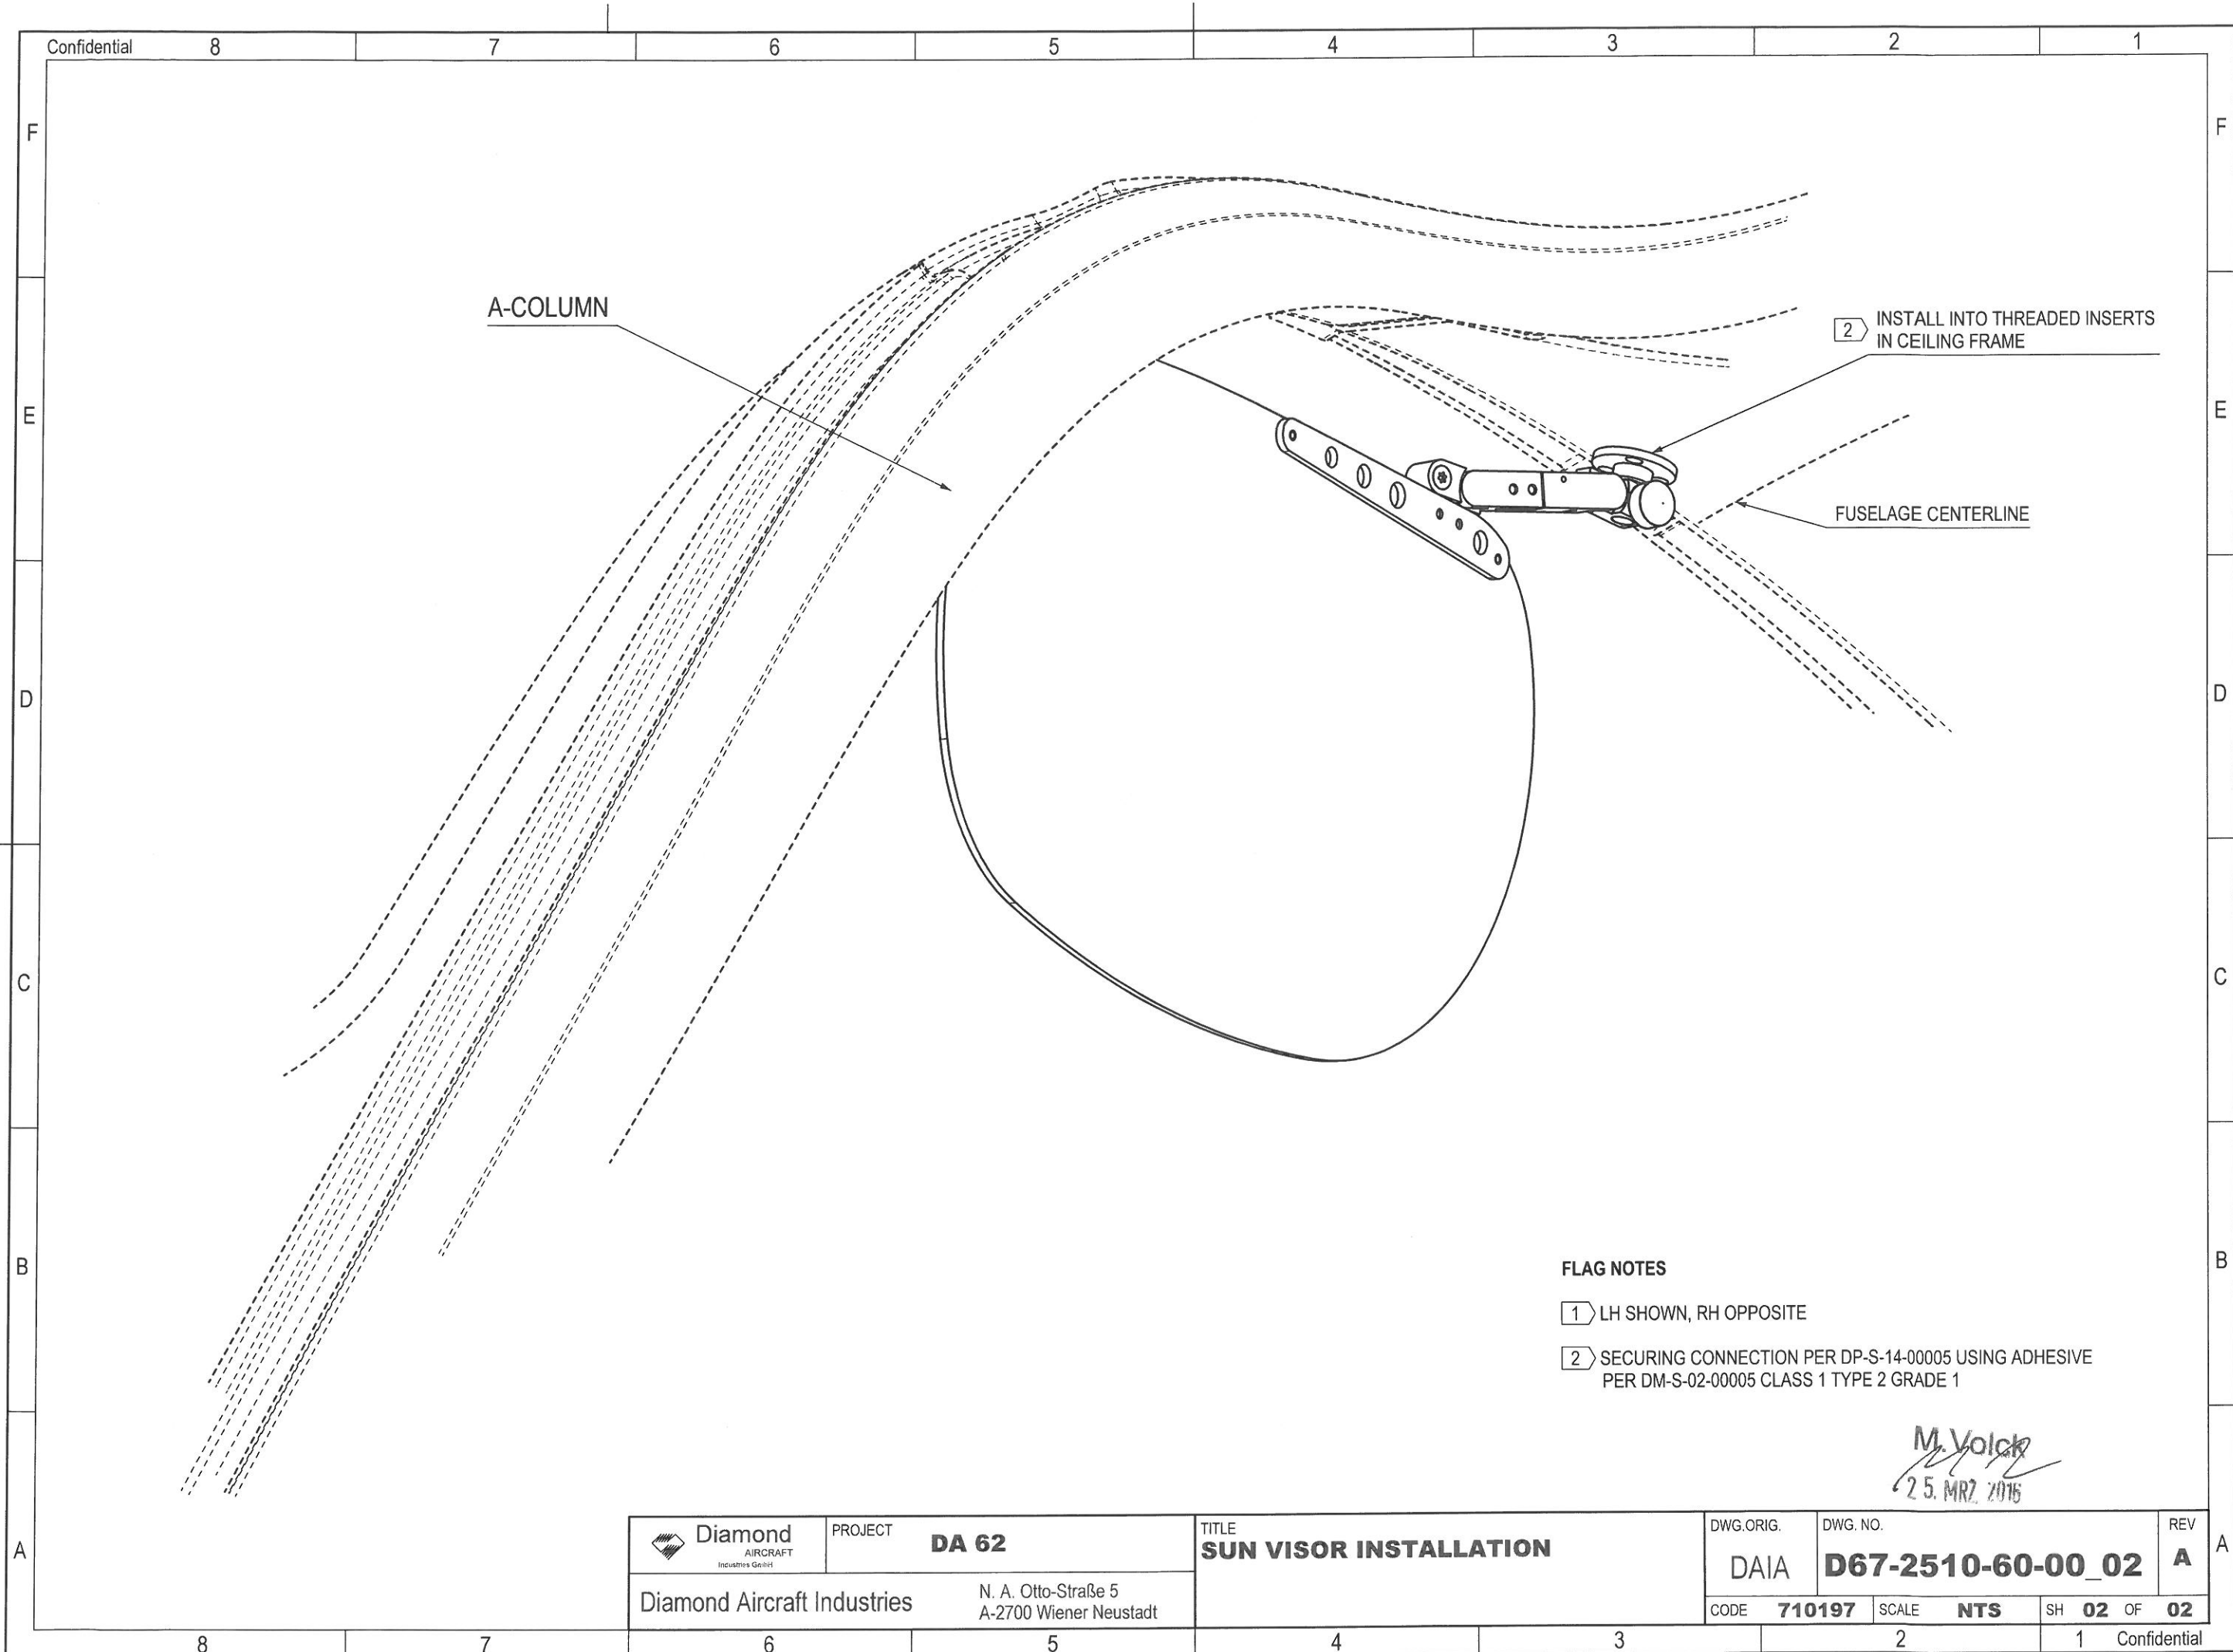 Confidential 8 7 6 5 4 3 2 1
F F
A-COLUMN
2 INSTALL INTO THREADED INSERTS
IN CEILING FRAME
E E
FUSELAGE CENTERLINE
D D
C C
B B
FLAG NOTES
1 LH SHOWN, RH OPPOSITE
2 SECURING CONNECTION PER DP-S-14-00005 USING ADHESIVE
PER DM-S-02-00005 CLASS 1 TYPE 2 GRADE 1
M. Volck
25. MRZ. 2016
A A
Diamond
AIRCRAFT
Industries GmbH
PROJECT
DA 62
Diamond Aircraft Industries
N. A. Otto-Straße 5
A-2700 Wiener Neustadt
TITLE
SUN VISOR INSTALLATION
DWG.ORIG.
DAIA
DWG. NO.
D67-2510-60-00_02
REV
A
CODE 710197 SCALE NTS SH 02 OF 02
8 7 6 5 4 3 2 1 Confidential